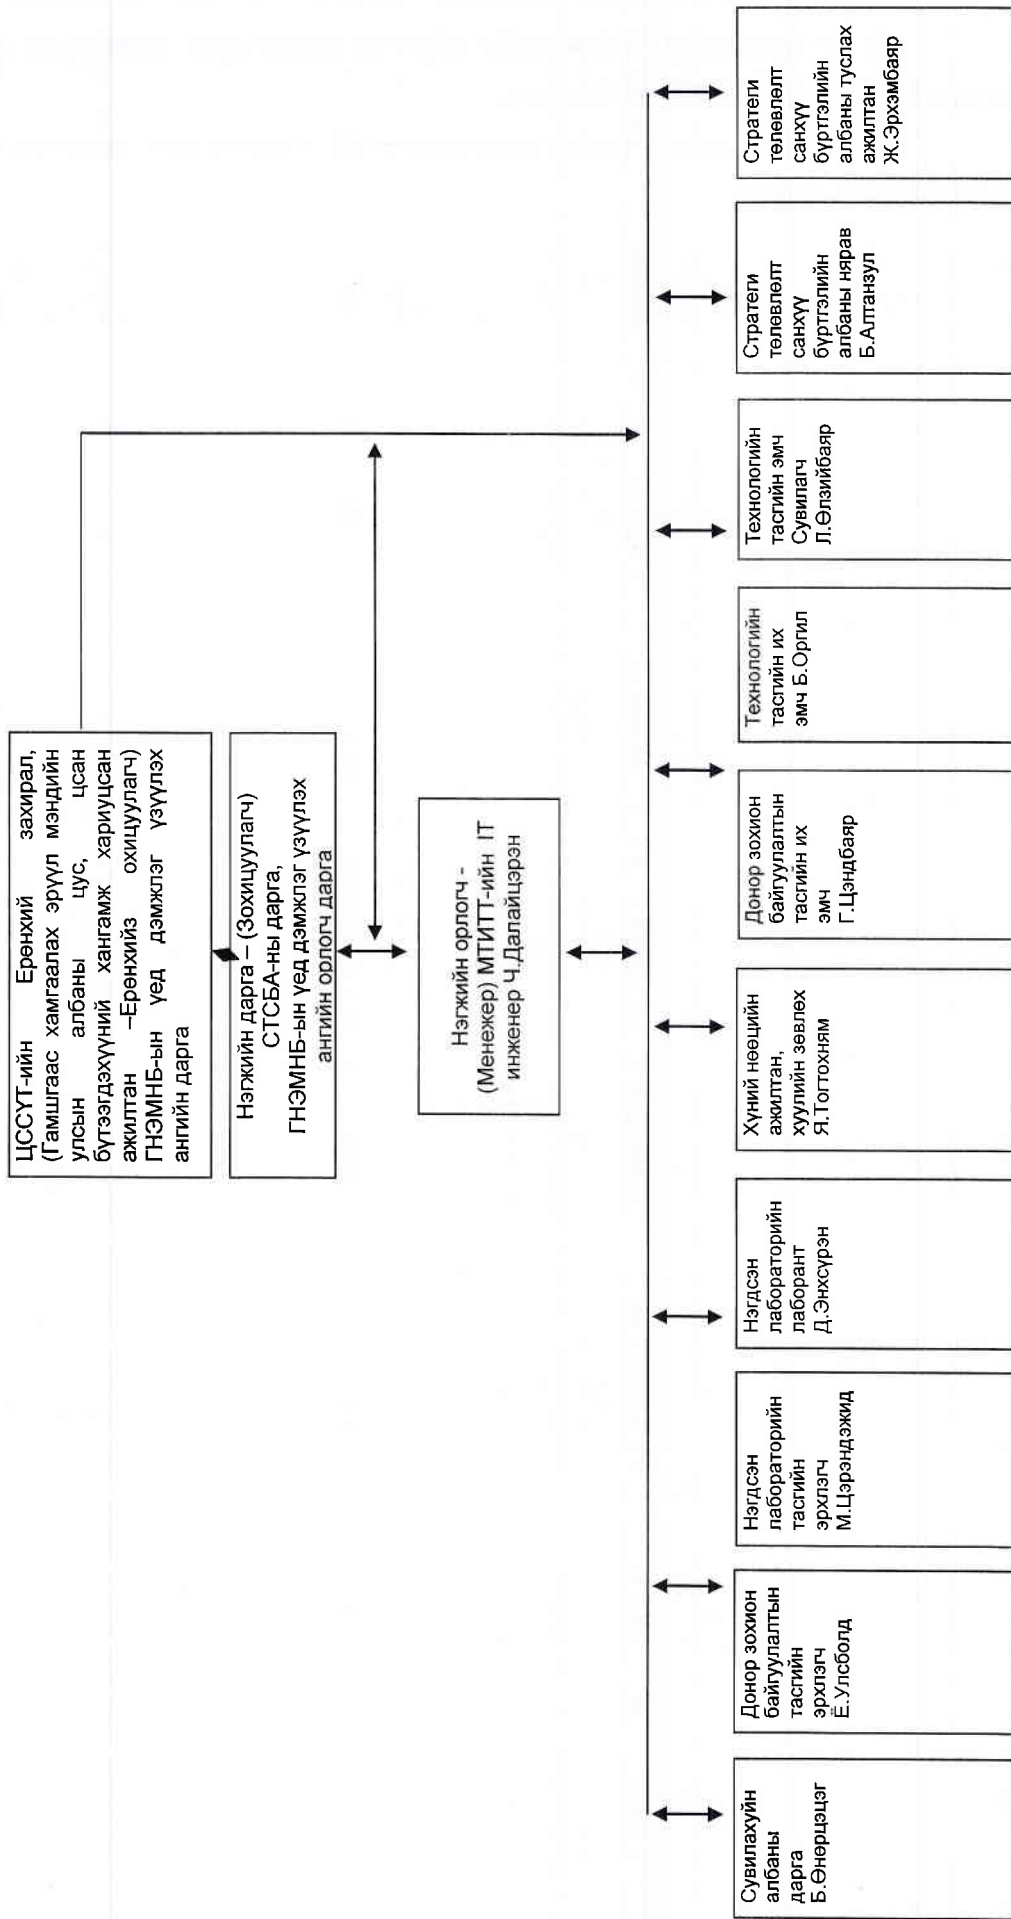 ЦССҮТ-ийн Ерөнхий захирал,
(Гамшгаас хамгаалах эрүүл мэндийн
улсын албаны цус, цсан
бүтээгдэхүүний хангамж хариуцсан
ажилтан –Ерөнхийз охицуулагч)
ГНЭМНБ-ын үед дэмжлэг үзүүлэх
ангийн дарга
Нэгжийн дарга – (Зохицуулагч)
СТСБА-ны дарга,
ГНЭМНБ-ын үед дэмжлэг үзүүлэх
ангийн орлогч дарга
Нэгжийн орлогч -
(Менежер) МТИТТ-ийн IT
инженер Ч.Далайцэрэн
Сувилахуйн
албаны
дарга
Б.Өнөрцэцэг
Донор зохион
байгуулалтын
тасгийн
эрхлэгч
Ё.Улсболд
Нэгдсэн
лабораторийн
тасгийн
эрхлэгч
М.Цэрэндэжид
Нэгдсэн
лабораторийн
лаборант
Д.Энхсүрэн
Хүний нөөцийн
ажилтан,
хуулийн зөвлөх
Я.Тогтохням
Донор зохион
байгуулалтын
тасгийн их
эмч
Г.Цэндбаяр
Технологийн
тасгийн их
эмч Б.Оргил
Технологийн
тасгийн эмч
Сувилагч
Л.Өлзийбаяр
Стратеги
төлөвлөлт
санхүү
бүртгэлийн
албаны нярав
Б.Алтанзул
Стратеги
төлөвлөлт
санхүү
бүртгэлийн
албаны туслах
ажилтан
Ж.Эрхэмбаяр